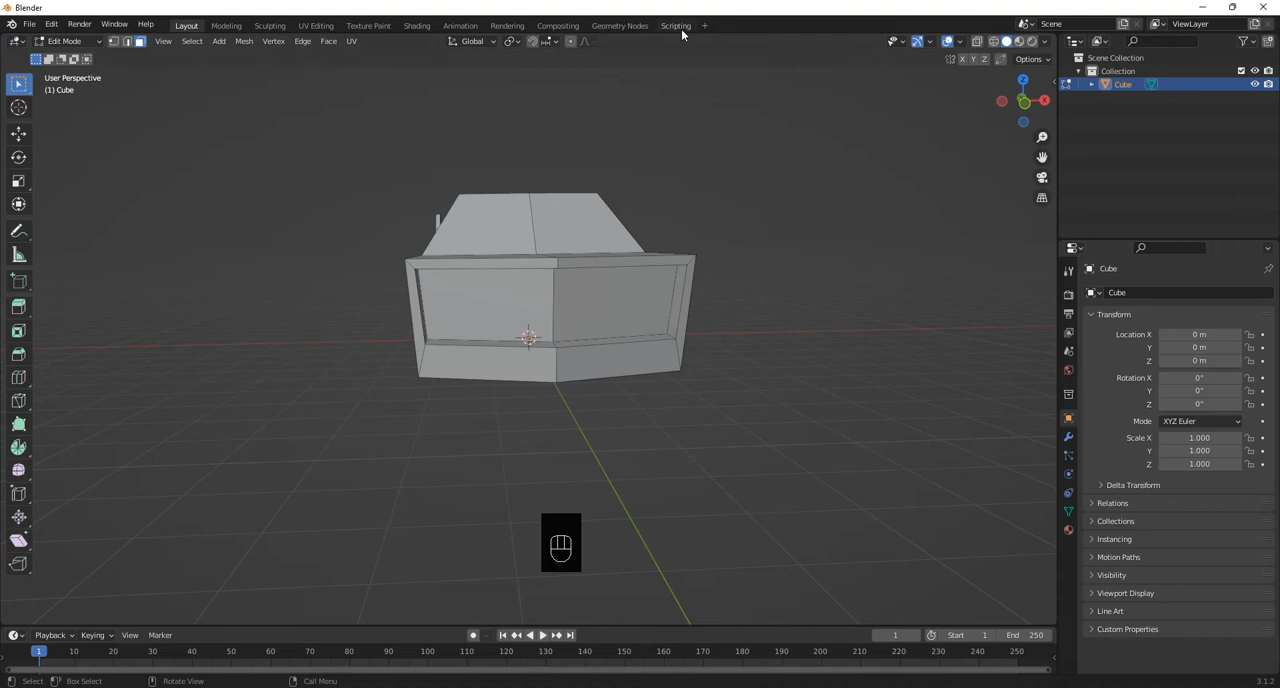 Blender
File Edit Render Window Help Layout Modeling Sculpting UV Editing Texture Paint Shading Animation Rendering Compositing Geometry Nodes Scripting + Scene ViewLayer
Edit Mode View Select Add Mesh Vertex Edge Face UV Global
X Y Z Options
User Perspective
(1) Cube
Z
X
Scene Collection
Collection
Cube
Cube
Cube
Transform
Location X 0 m
Y 0 m
Z 0 m
Rotation X 0°
Y 0°
Z 0°
Mode XYZ Euler
Scale X 1.000
Y 1.000
Z 1.000
Delta Transform
Relations
Collections
Instancing
Motion Paths
Visibility
Viewport Display
Line Art
Custom Properties
Playback Keying View Marker 1 Start 1 End 250
1 10 20 30 40 50 60 70 80 90 100 110 120 130 140 150 160 170 180 190 200 210 220 230 240 250
Select Box Select Rotate View Call Menu 3.1.2